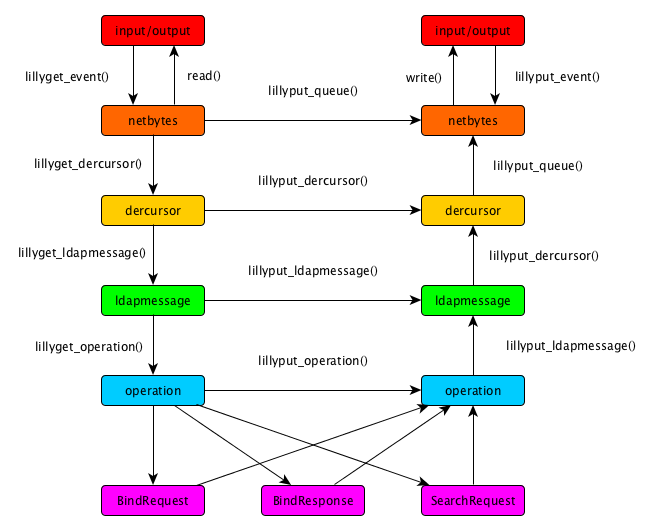 input/output
input/output
lillyget_event()
read()
write()
lillyput_event()
lillyput_queue()
netbytes
netbytes
lillyget_dercursor()
lillyput_queue()
lillyput_dercursor()
dercursor
dercursor
lillyget_ldapmessage()
lillyput_dercursor()
lillyput_ldapmessage()
ldapmessage
ldapmessage
lillyget_operation()
lillyput_ldapmessage()
lillyput_operation()
operation
operation
BindRequest
BindResponse
SearchRequest